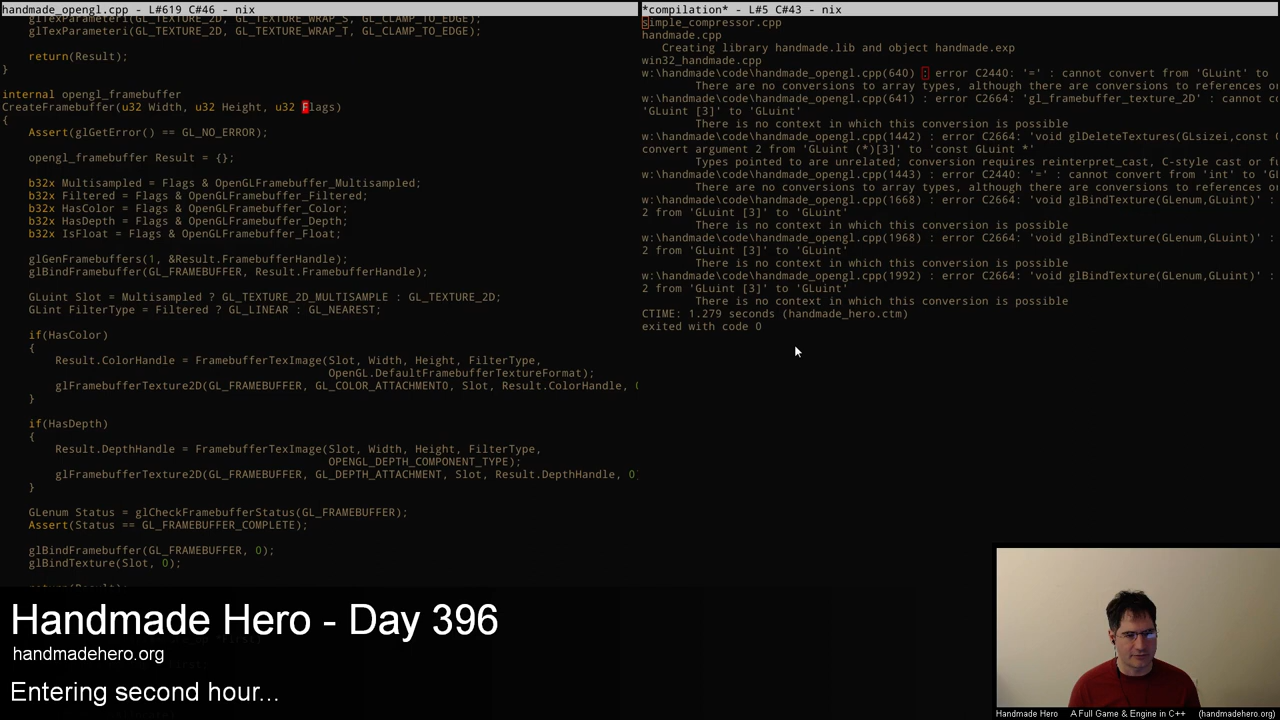 handmade_opengl.cpp - L#619 C#46 - nix
glTexParameteri(GL_TEXTURE_2D, GL_TEXTURE_WRAP_S, GL_CLAMP_TO_EDGE);
glTexParameteri(GL_TEXTURE_2D, GL_TEXTURE_WRAP_T, GL_CLAMP_TO_EDGE);
return(Result);
}
internal opengl_framebuffer
CreateFramebuffer(u32 Width, u32 Height, u32 Flags)
{
Assert(glGetError() == GL_NO_ERROR);
opengl_framebuffer Result = {};
b32x Multisampled = Flags & OpenGLFramebuffer_Multisampled;
b32x Filtered = Flags & OpenGLFramebuffer_Filtered;
b32x HasColor = Flags & OpenGLFramebuffer_Color;
b32x HasDepth = Flags & OpenGLFramebuffer_Depth;
b32x IsFloat = Flags & OpenGLFramebuffer_Float;
glGenFramebuffers(1, &Result.FramebufferHandle);
glBindFramebuffer(GL_FRAMEBUFFER, Result.FramebufferHandle);
GLuint Slot = Multisampled ? GL_TEXTURE_2D_MULTISAMPLE : GL_TEXTURE_2D;
GLint FilterType = Filtered ? GL_LINEAR : GL_NEAREST;
if(HasColor)
{
Result.ColorHandle = FramebufferTexImage(Slot, Width, Height, FilterType,
OpenGL.DefaultFramebufferTextureFormat);
glFramebufferTexture2D(GL_FRAMEBUFFER, GL_COLOR_ATTACHMENT0, Slot, Result.ColorHandle, 0
}
if(HasDepth)
{
Result.DepthHandle = FramebufferTexImage(Slot, Width, Height, FilterType,
OPENGL_DEPTH_COMPONENT_TYPE);
glFramebufferTexture2D(GL_FRAMEBUFFER, GL_DEPTH_ATTACHMENT, Slot, Result.DepthHandle, 0
}
GLenum Status = glCheckFramebufferStatus(GL_FRAMEBUFFER);
Assert(Status == GL_FRAMEBUFFER_COMPLETE);
glBindFramebuffer(GL_FRAMEBUFFER, 0);
glBindTexture(Slot, 0);
return(Result);
*compilation* - L#5 C#43 - nix
simple_compressor.cpp
handmade.cpp
Creating library handmade.lib and object handmade.exp
win32_handmade.cpp
w:\handmade\code\handmade_opengl.cpp(640) : error C2440: '=' : cannot convert from 'GLuint' to
There are no conversions to array types, although there are conversions to references o
w:\handmade\code\handmade_opengl.cpp(641) : error C2664: 'gl_framebuffer_texture_2D' : cannot co
'GLuint [3]' to 'GLuint'
There is no context in which this conversion is possible
w:\handmade\code\handmade_opengl.cpp(1442) : error C2664: 'void glDeleteTextures(GLsizei,const G
convert argument 2 from 'GLuint (*)[3]' to 'const GLuint *'
Types pointed to are unrelated; conversion requires reinterpret_cast, C-style cast or fu
w:\handmade\code\handmade_opengl.cpp(1443) : error C2440: '=' : cannot convert from 'int' to 'GL
There are no conversions to array types, although there are conversions to references or
w:\handmade\code\handmade_opengl.cpp(1668) : error C2664: 'void glBindTexture(GLenum,GLuint)' :
2 from 'GLuint [3]' to 'GLuint'
There is no context in which this conversion is possible
w:\handmade\code\handmade_opengl.cpp(1968) : error C2664: 'void glBindTexture(GLenum,GLuint)' :
2 from 'GLuint [3]' to 'GLuint'
There is no context in which this conversion is possible
w:\handmade\code\handmade_opengl.cpp(1992) : error C2664: 'void glBindTexture(GLenum,GLuint)' :
2 from 'GLuint [3]' to 'GLuint'
There is no context in which this conversion is possible
CTIME: 1.279 seconds (handmade_hero.ctm)
exited with code 0
Handmade Hero - Day 396
handmadehero.org
Entering second hour...
Handmade Hero A Full Game & Engine in C++ (handmadehero.org)